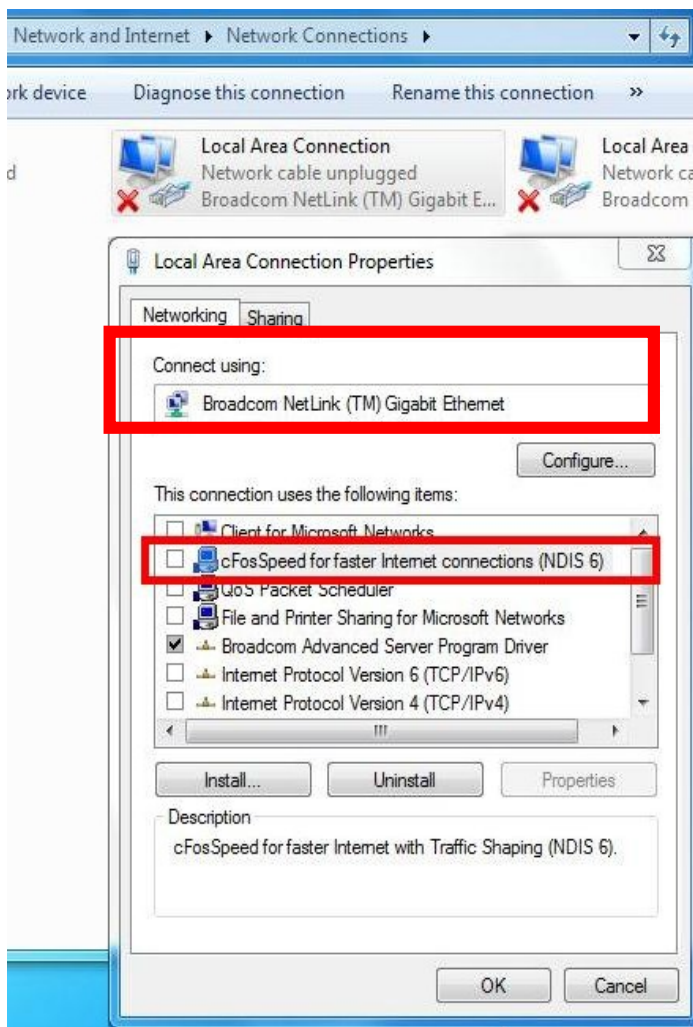 Network and Internet ▸ Network Connections ▸
ork device Diagnose this connection Rename this connection »
d
Local Area Connection
Network cable unplugged
Broadcom NetLink (TM) Gigabit E...
Local Area
Network ca
Broadcom
Local Area Connection Properties
Networking Sharing
Connect using:
Broadcom NetLink (TM) Gigabit Ethernet
Configure...
This connection uses the following items:
Client for Microsoft Networks
cFosSpeed for faster Internet connections (NDIS 6)
QoS Packet Scheduler
File and Printer Sharing for Microsoft Networks
Broadcom Advanced Server Program Driver
Internet Protocol Version 6 (TCP/IPv6)
Internet Protocol Version 4 (TCP/IPv4)
Install... Uninstall Properties
Description
cFosSpeed for faster Internet with Traffic Shaping (NDIS 6).
OK Cancel